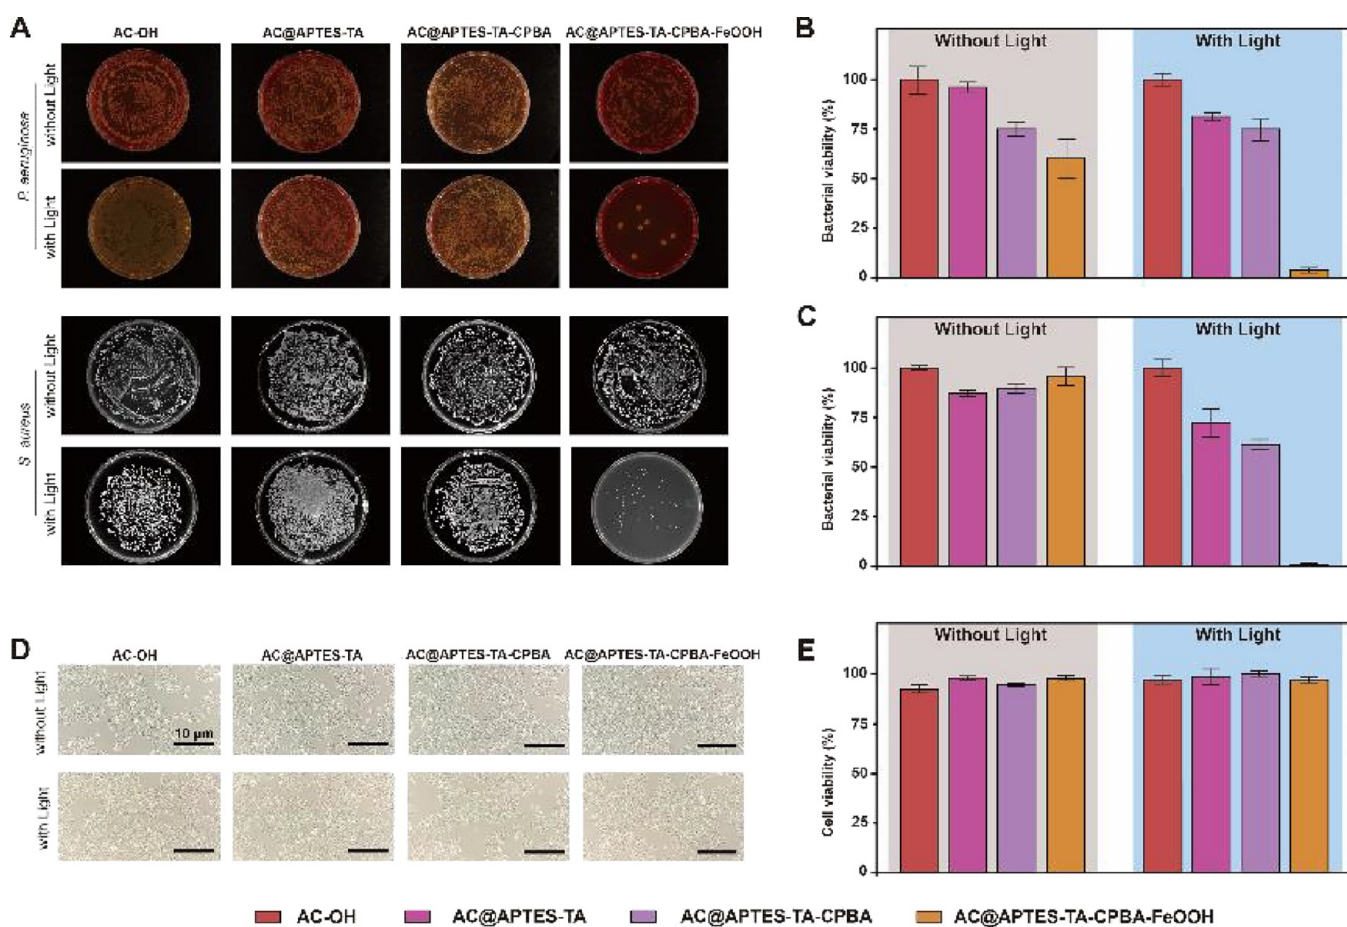 A
AC-OH AC@APTES-TA AC@APTES-TA-CPBA AC@APTES-TA-CPBA-FeOOH
P. aeruginosa
without Light
with Light
S. aureus
without Light
with Light
B
Without Light With Light
Bacterial viability (%)
100
75
50
25
0
C
Without Light With Light
Bacterial viability (%)
100
75
50
25
0
D
AC-OH AC@APTES-TA AC@APTES-TA-CPBA AC@APTES-TA-CPBA-FeOOH
without Light
10 μm
with Light
E
Without Light With Light
Cell viability (%)
100
75
50
25
0
AC-OH AC@APTES-TA AC@APTES-TA-CPBA AC@APTES-TA-CPBA-FeOOH